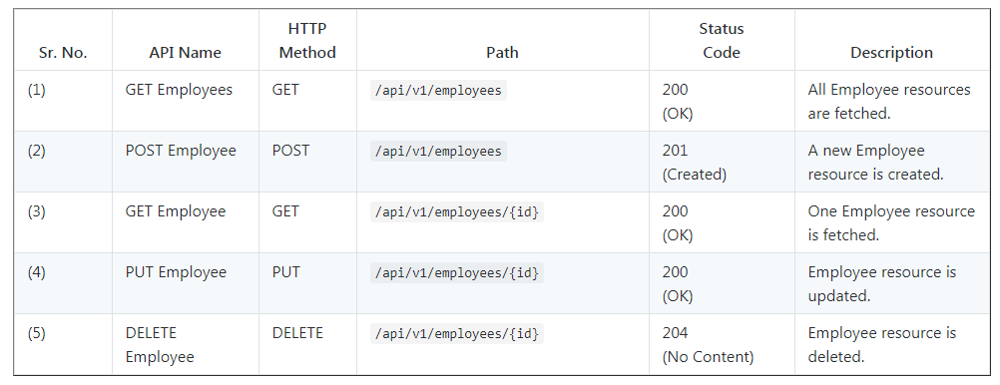 Sr. No. API Name HTTP Method Path Status Code Description
(1) GET Employees GET /api/v1/employees 200 (OK) All Employee resources are fetched.
(2) POST Employee POST /api/v1/employees 201 (Created) A new Employee resource is created.
(3) GET Employee GET /api/v1/employees/{id} 200 (OK) One Employee resource is fetched.
(4) PUT Employee PUT /api/v1/employees/{id} 200 (OK) Employee resource is updated.
(5) DELETE Employee DELETE /api/v1/employees/{id} 204 (No Content) Employee resource is deleted.